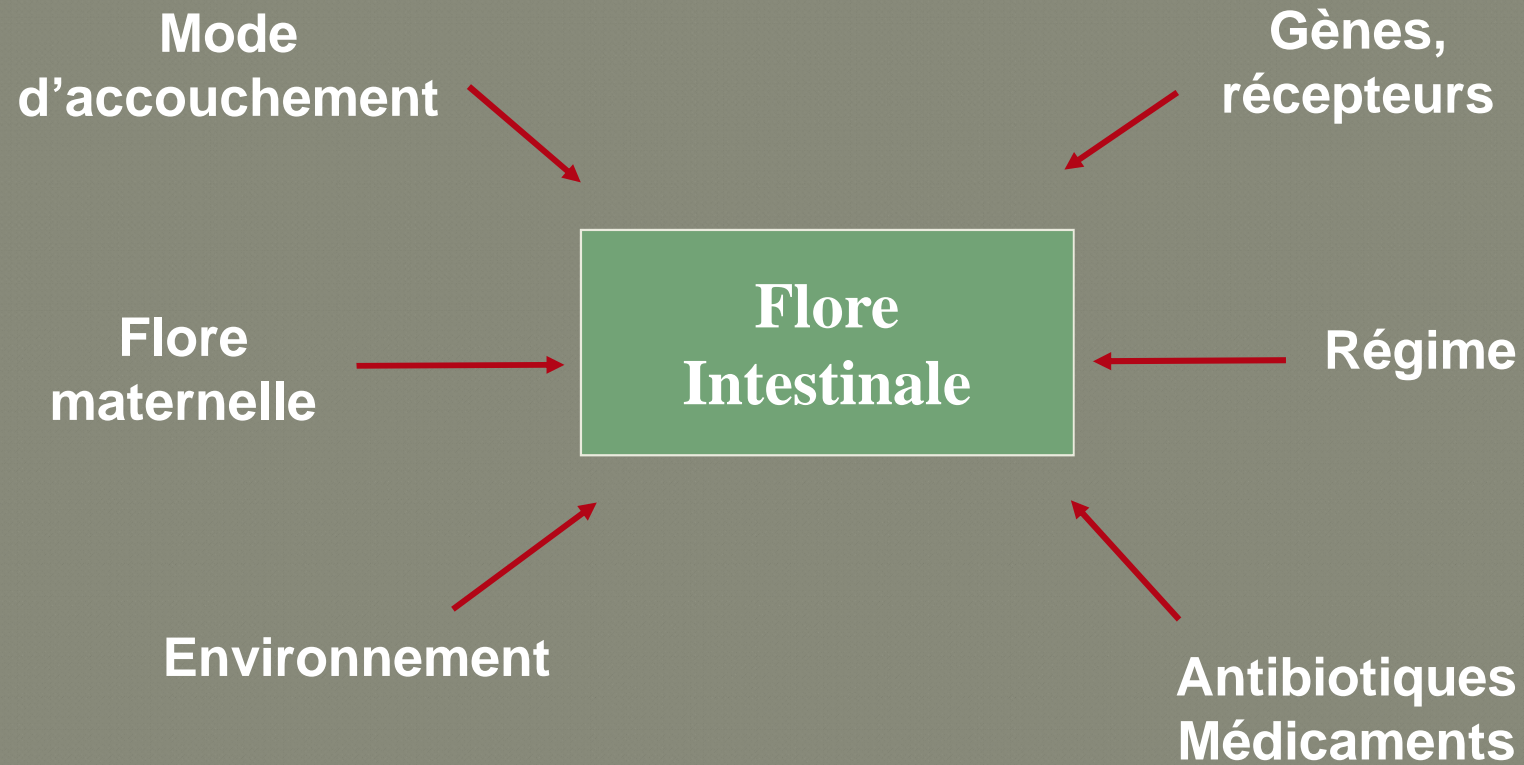 Mode
d'accouchement
Gènes,
récepteurs
Flore
maternelle
Flore
Intestinale
Régime
Environnement
Antibiotiques
Médicaments